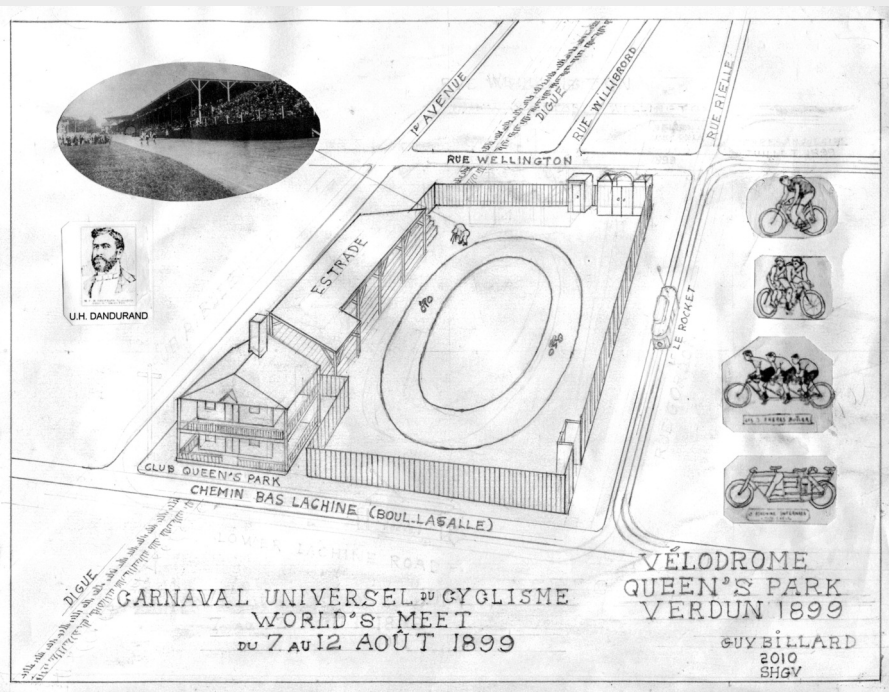 1e AVENUE
DIGUE
RUE WILLIBRORD
RUE RIELLE
RUE WELLINGTON
ESTRADE
U.H. DANDURAND
LE ROCKET
CLUB QUEEN'S PARK
CHEMIN BAS LACHINE (BOUL. LASALLE)
DIGUE
CARNAVAL UNIVERSEL DU CYCLISME
WORLD'S MEET
DU 7 AU 12 AOÛT 1899
VÉLODROME
QUEEN'S PARK
VERDUN 1899
GUY BILLARD
2010
SHGV